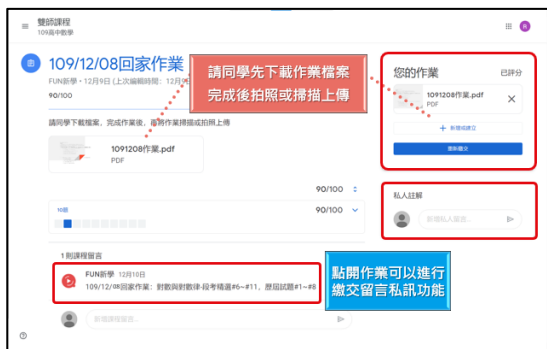 雙師課程
109高中數學
R
109/12/08回家作業
FUN新學・12月9日 (上次編輯時間: 12月
90/100
請同學先下載作業檔案
完成後拍照或掃描上傳
您的作業
已評分
1091208作業.pdf
PDF
+ 新增或建立
重新繳交
請同學下載檔案、完成作業後, 再將作業掃描或拍照上傳
1091208作業.pdf
PDF
90/100
10題
90/100
私人註解
新增私人留言...
1 則課程留言
FUN新學 12月10日
109/12/08回家作業: 對數與對數律-段考精選#6~#11, 歷屆試題#1~#8
新增課程留言...
點開作業可以進行
繳交留言私訊功能